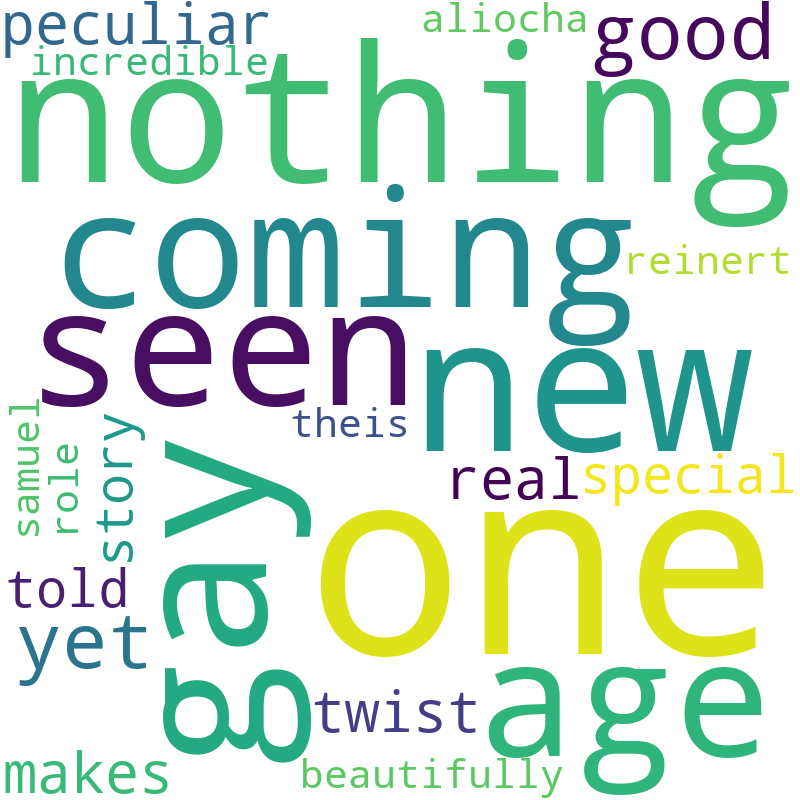 peculiar
aliocha
good
incredible
nothing
coming
reinert
seen
new
theis
samuel
role
story
gay
real
special
one
told
yet
twist
age
makes
beautifully